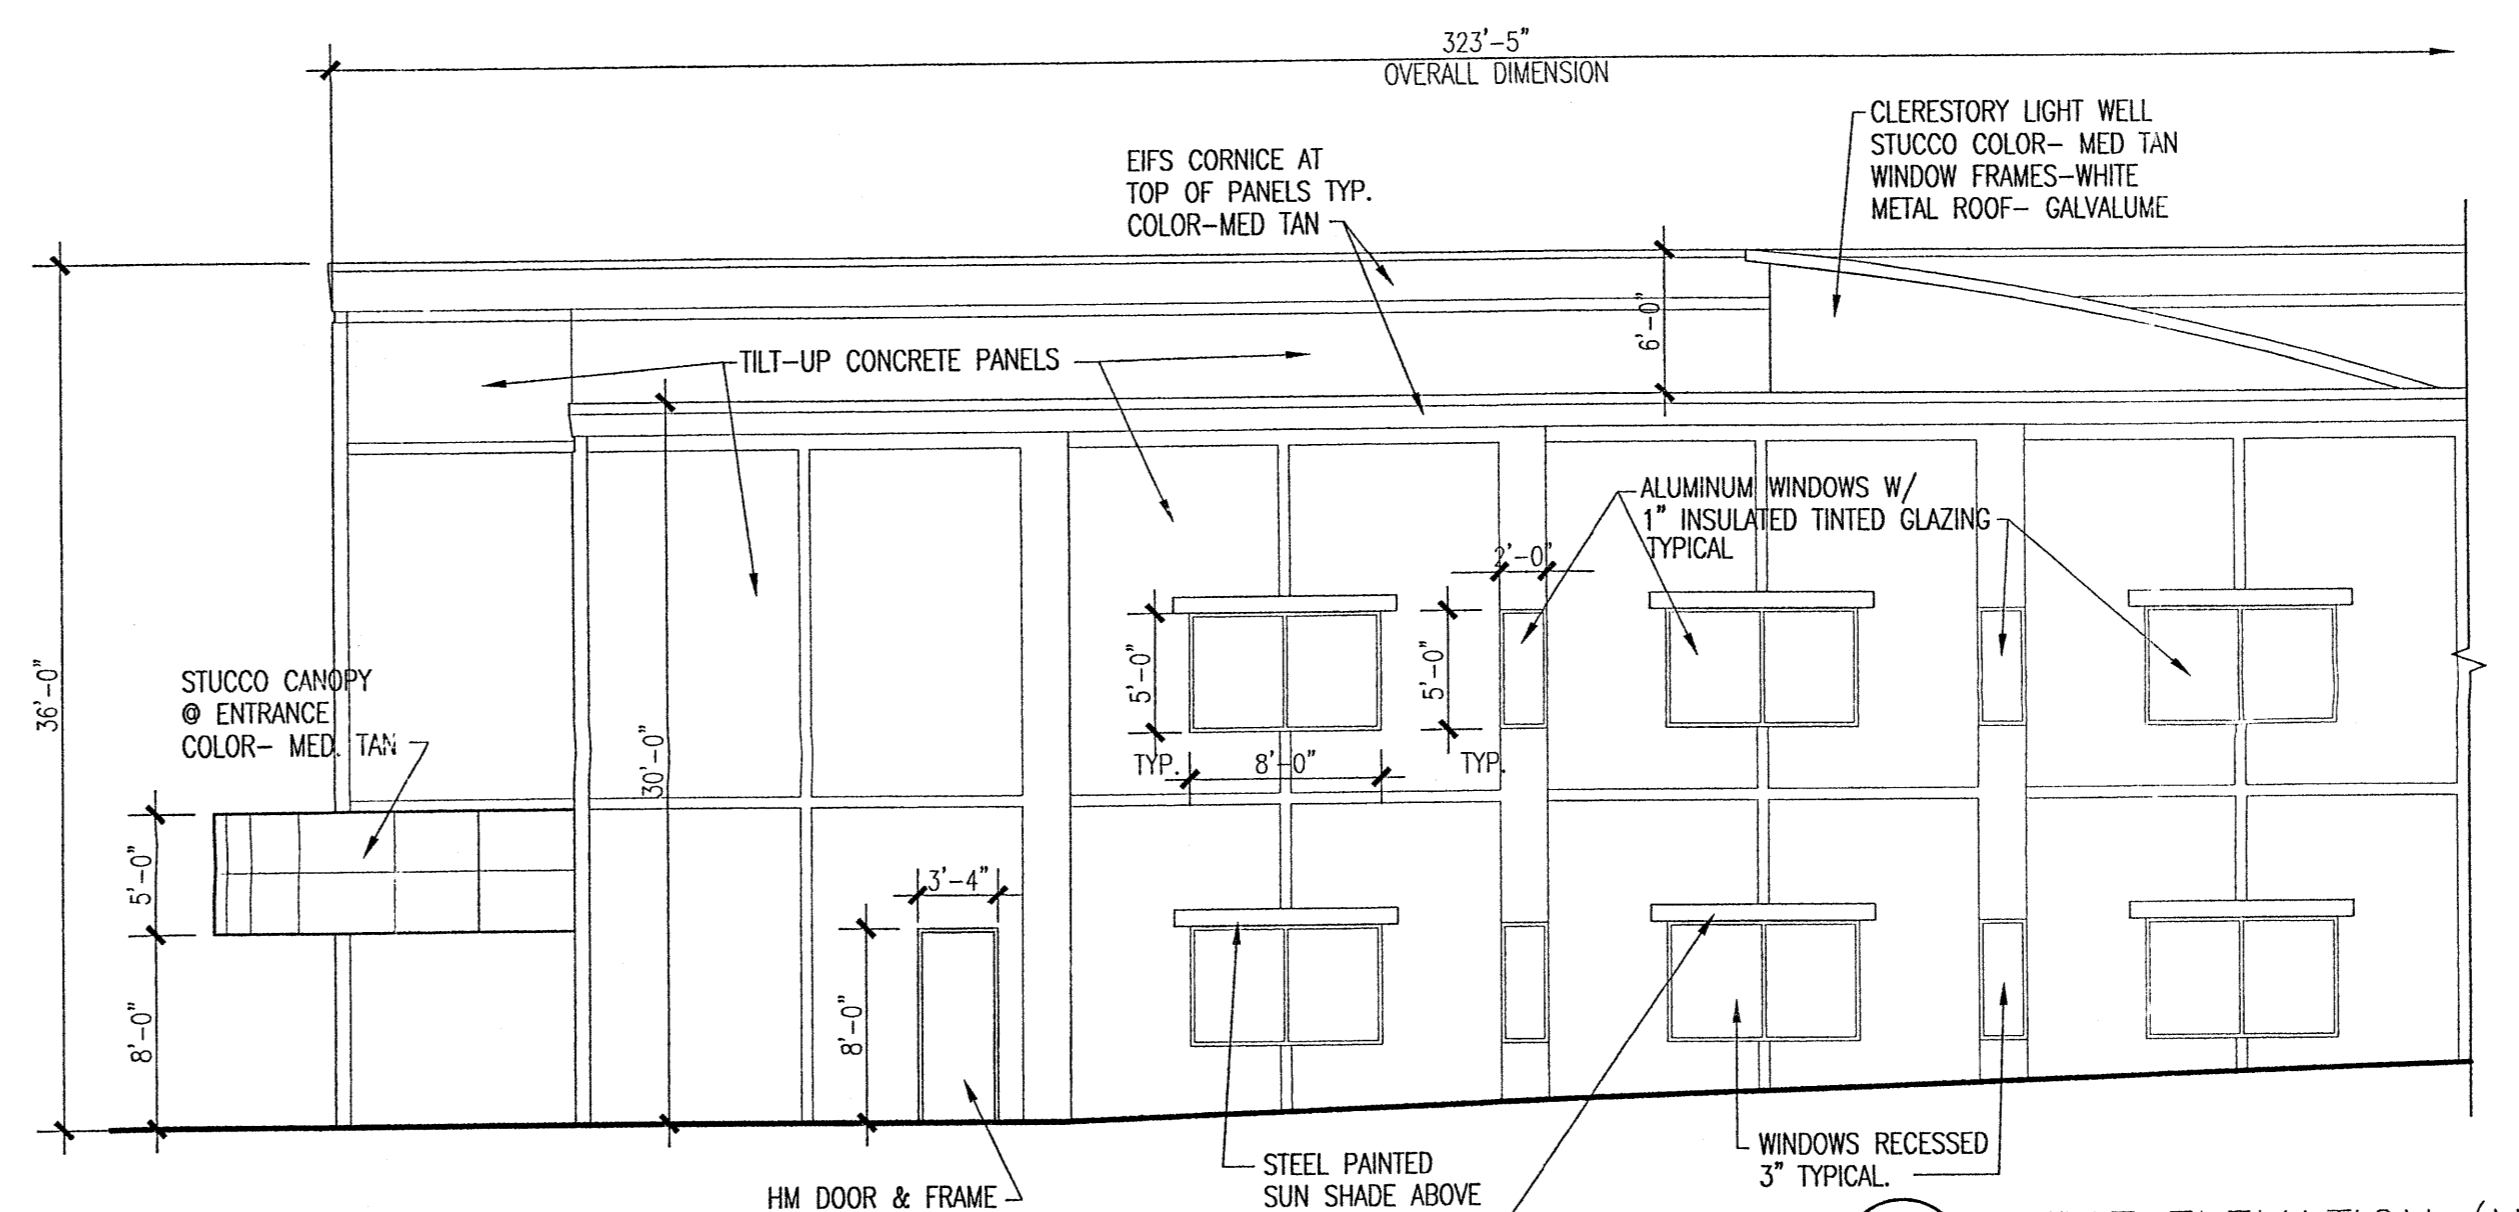 323'-5"
OVERALL DIMENSION
CLERESTORY LIGHT WELL
STUCCO COLOR- MED TAN
WINDOW FRAMES-WHITE
METAL ROOF- GALVALUME
EIFS CORNICE AT
TOP OF PANELS TYP.
COLOR-MED TAN
6'-0"
TILT-UP CONCRETE PANELS
ALUMINUM WINDOWS W/
1" INSULATED TINTED GLAZING
TYPICAL
2'-0"
36'-0"
STUCCO CANOPY
@ ENTRANCE
COLOR- MED. TAN
30'-0"
5'-0"
TYP.
8'-0"
5'-0"
TYP.
5'-0"
8'-0"
3'-4"
8'-0"
HM DOOR & FRAME
STEEL PAINTED
SUN SHADE ABOVE
WINDOWS RECESSED
3" TYPICAL.